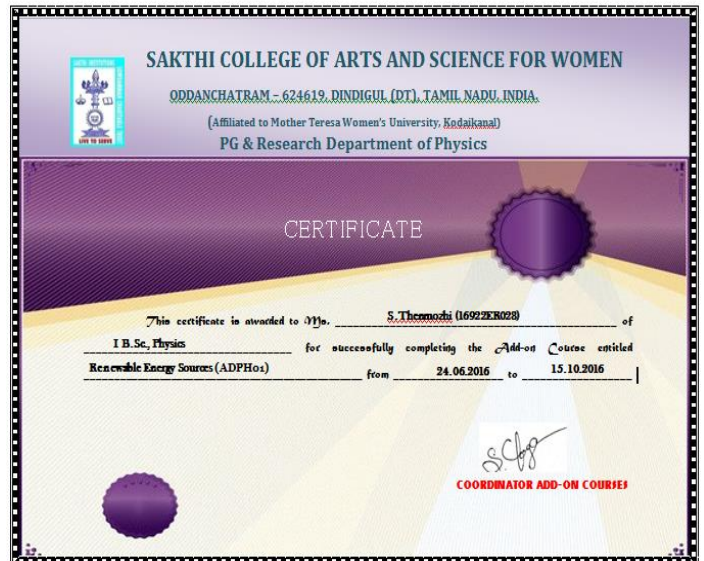 SAKTHI COLLEGE OF ARTS AND SCIENCE FOR WOMEN
ODDANCHATRAM – 624619, DINDIGUL (DT), TAMIL NADU, INDIA.
(Affiliated to Mother Teresa Women's University, Kodaikanal)
PG & Research Department of Physics
LIVE TO SERVE
CERTIFICATE
This certificate is awarded to Ms. S. Thenmozhi (16922ER028) of
I B.Sc., Physics for successfully completing the Add-on Course entitled
Renewable Energy Sources (ADPH01) from 24.06.2016 to 15.10.2016
COORDINATOR ADD-ON COURSES